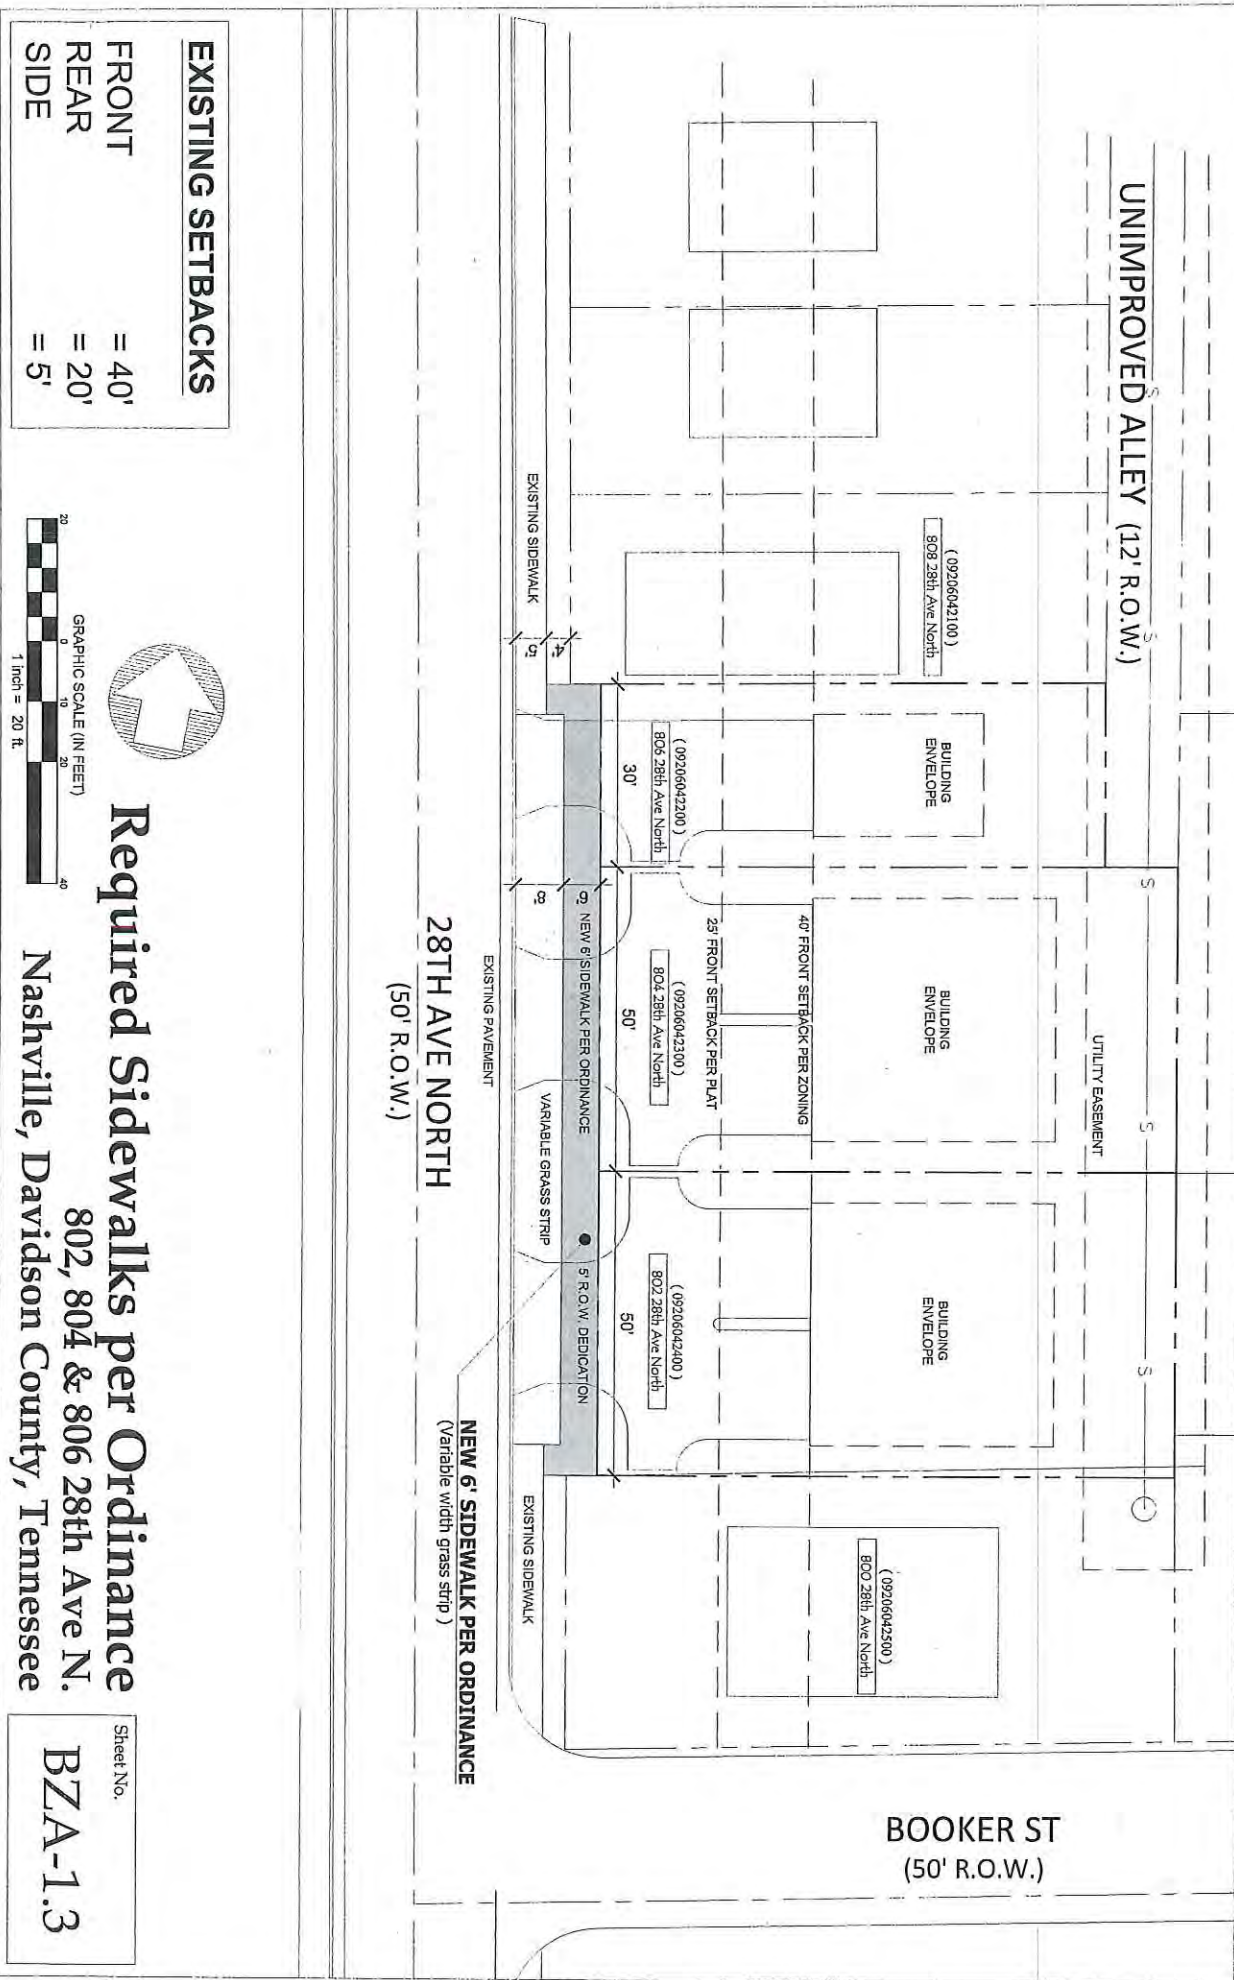 UNIMPROVED ALLEY (12' R.O.W.)
S
S
S
S
S
UTILITY EASEMENT
( 09206042100 )
808 28th Ave North
BUILDING
ENVELOPE
BUILDING
ENVELOPE
BUILDING
ENVELOPE
( 09206042500 )
800 28th Ave North
40' FRONT SETBACK PER ZONING
25' FRONT SETBACK PER PLAT
( 09206042200 )
806 28th Ave North
( 09206042300 )
804 28th Ave North
( 09206042400 )
802 28th Ave North
30'
50'
50'
4'
5'
6'
8'
NEW 6' SIDEWALK PER ORDINANCE
5' R.O.W. DEDICATION
EXISTING SIDEWALK
VARIABLE GRASS STRIP
EXISTING SIDEWALK
EXISTING PAVEMENT
NEW 6' SIDEWALK PER ORDINANCE
(Variable width grass strip )
28TH AVE NORTH
(50' R.O.W.)
BOOKER ST
(50' R.O.W.)
EXISTING SETBACKS
FRONT = 40'
REAR = 20'
SIDE = 5'
GRAPHIC SCALE (IN FEET)
20 0 10 20 40
1 inch = 20 ft.
Required Sidewalks per Ordinance
802, 804 & 806 28th Ave N.
Nashville, Davidson County, Tennessee
Sheet No.
BZA-1.3